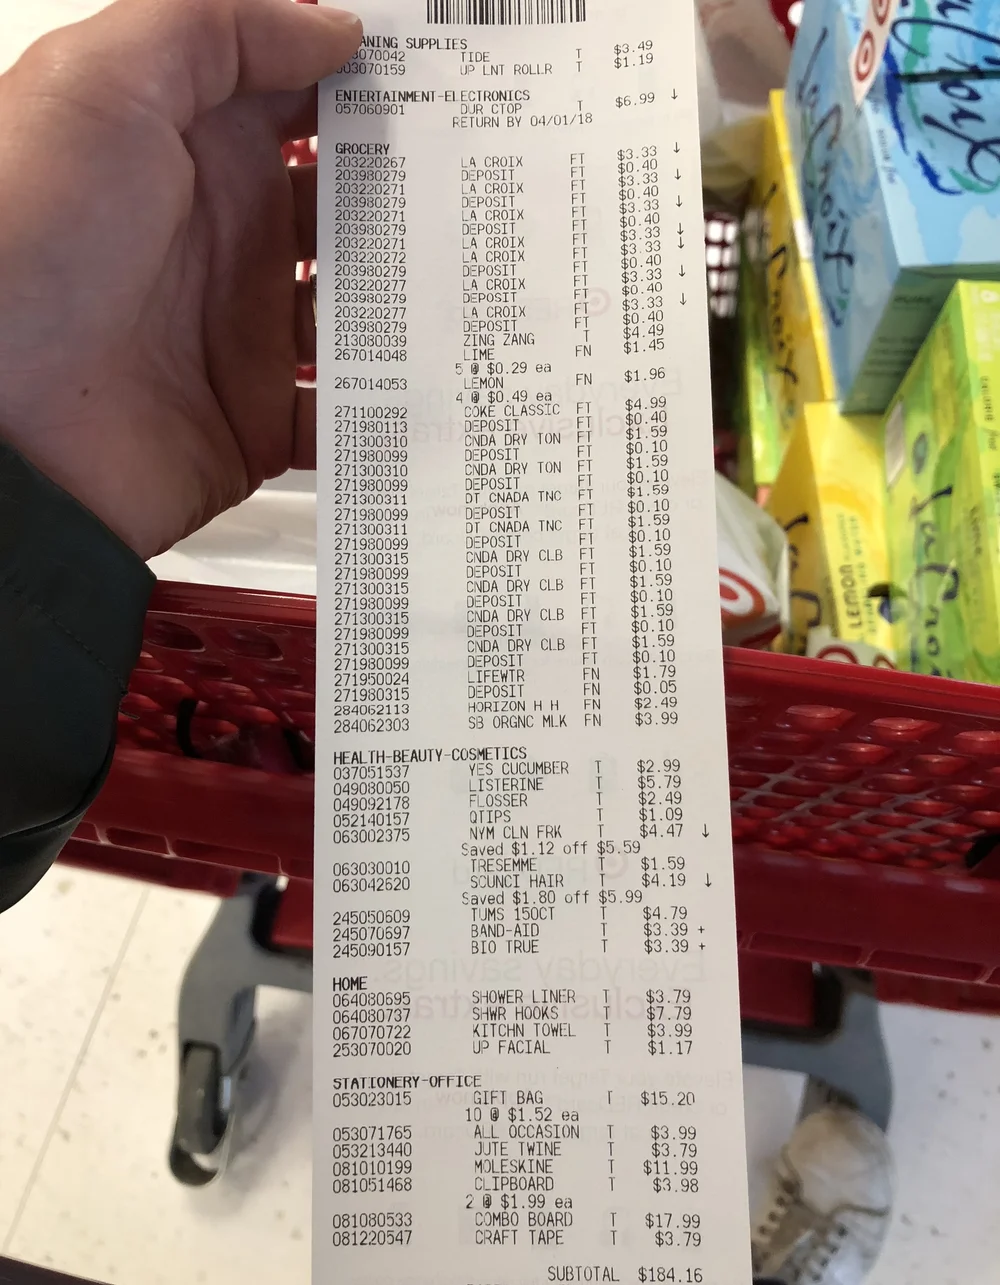 ANING SUPPLIES
070042 TIDE T $3.49
003070159 UP LNT ROLLR T $1.19
ENTERTAINMENT-ELECTRONICS
057060901 DUR CTOP T $6.99 ↓
RETURN BY 04/01/18
GROCERY
203220267 LA CROIX FT $3.33 ↓
203980279 DEPOSIT FT $0.40
203220271 LA CROIX FT $3.33 ↓
203980279 DEPOSIT FT $0.40
203220271 LA CROIX FT $3.33 ↓
203980279 DEPOSIT FT $0.40
203220271 LA CROIX FT $3.33 ↓
203220272 LA CROIX FT $3.33 ↓
203980279 DEPOSIT FT $0.40
203220277 LA CROIX FT $3.33 ↓
203980279 DEPOSIT FT $0.40
203220277 LA CROIX FT $3.33 ↓
203980279 DEPOSIT FT $0.40
213080039 ZING ZANG T $4.49
267014048 LIME FN $1.45
5 @ $0.29 ea
267014053 LEMON FN $1.96
4 @ $0.49 ea
271100292 COKE CLASSIC FT $4.99
271980113 DEPOSIT FT $0.40
271300310 CNDA DRY TON FT $1.59
271980099 DEPOSIT FT $0.10
271300310 CNDA DRY TON FT $1.59
271980099 DEPOSIT FT $0.10
271300311 DT CNADA TNC FT $1.59
271980099 DEPOSIT FT $0.10
271300311 DT CNADA TNC FT $1.59
271980099 DEPOSIT FT $0.10
271300315 CNDA DRY CLB FT $1.59
271980099 DEPOSIT FT $0.10
271300315 CNDA DRY CLB FT $1.59
271980099 DEPOSIT FT $0.10
271300315 CNDA DRY CLB FT $1.59
271980099 DEPOSIT FT $0.10
271300315 CNDA DRY CLB FT $1.59
271980099 DEPOSIT FT $0.10
271950024 LIFEWTR FN $1.79
271980315 DEPOSIT FN $0.05
284062113 HORIZON H H FN $2.49
284062303 SB ORGNC MLK FN $3.99
HEALTH-BEAUTY-COSMETICS
037051537 YES CUCUMBER T $2.99
049080050 LISTERINE T $5.79
049092178 FLOSSER T $2.49
052140157 QTIPS T $1.09
063002375 NYM CLN FRK T $4.47 ↓
Saved $1.12 off $5.59
063030010 TRESEMME T $1.59
063042620 SCUNCI HAIR T $4.19 ↓
Saved $1.80 off $5.99
245050609 TUMS 150CT T $4.79
245070697 BAND-AID T $3.39 +
245090157 BIO TRUE T $3.39 +
HOME
064080695 SHOWER LINER T $3.79
064080737 SHWR HOOKS T $7.79
067070722 KITCHN TOWEL T $3.99
253070020 UP FACIAL T $1.17
STATIONERY-OFFICE
053023015 GIFT BAG T $15.20
10 @ $1.52 ea
053071765 ALL OCCASION T $3.99
053213440 JUTE TWINE T $3.79
081010199 MOLESKINE T $11.99
081051468 CLIPBOARD T $3.98
2 @ $1.99 ea
081080533 COMBO BOARD T $17.99
081220547 CRAFT TAPE T $3.79
SUBTOTAL $184.16
LaCroix
LEMON
LaCroix